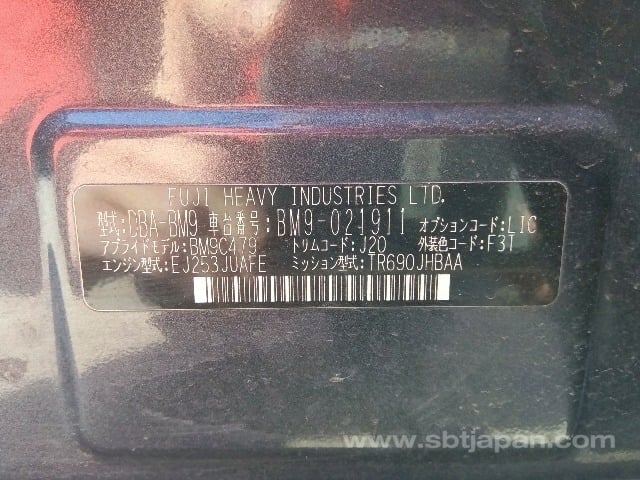 FUJI HEAVY INDUSTRIES LTD.
型式:DBA-BM9 車台番号:BM9-021911 オプションコード:LIC
アプライドモデル:BM9C479 トリムコード:J20 外装色コード:F3T
エンジン型式:EJ253JUAFE ミッション型式:TR690JHBAA
www.sbtjapan.com